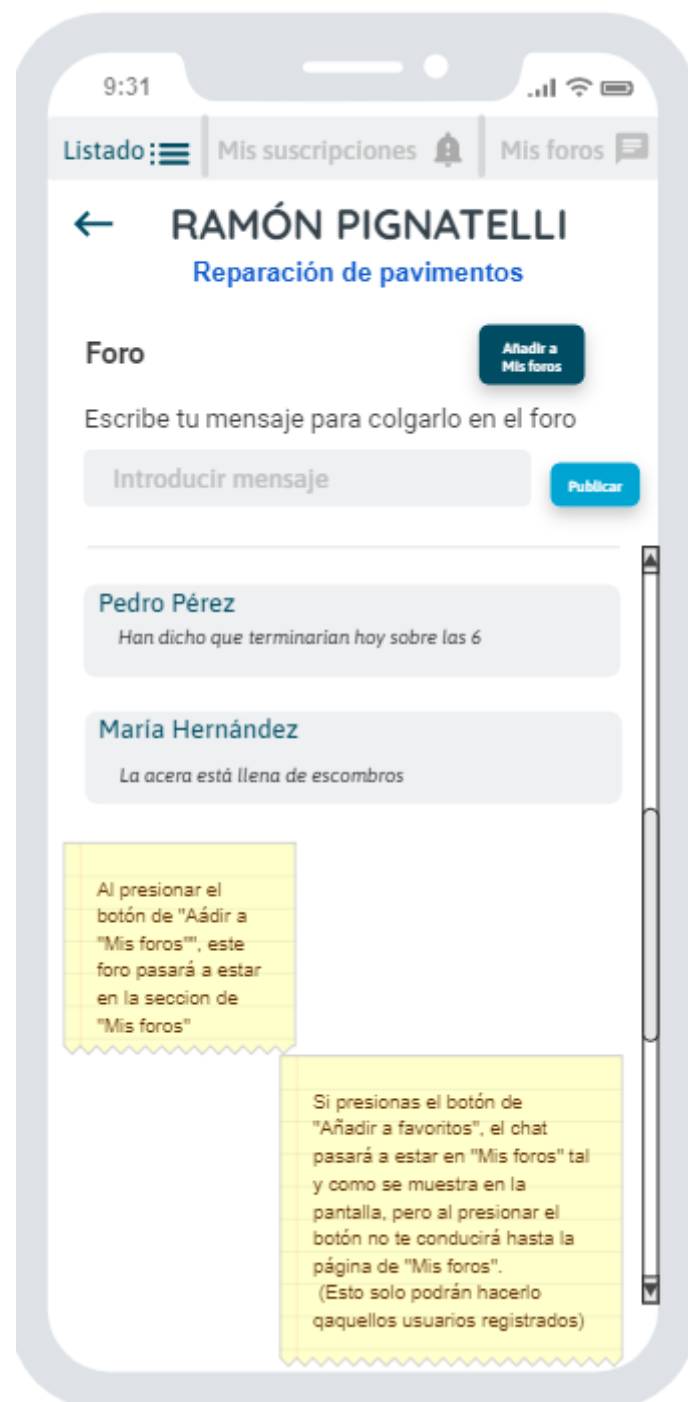 9:31
Listado Mis suscripciones Mis foros
RAMÓN PIGNATELLI
Reparación de pavimentos
Foro
Añadir a
Mis foros
Escribe tu mensaje para colgarlo en el foro
Introducir mensaje
Publicar
Pedro Pérez
Han dicho que terminarían hoy sobre las 6
María Hernández
La acera está llena de escombros
Al presionar el
botón de "Aádir a
"Mis foros"", este
foro pasará a estar
en la seccion de
"Mis foros"
Si presionas el botón de
"Añadir a favoritos", el chat
pasará a estar en "Mis foros" tal
y como se muestra en la
pantalla, pero al presionar el
botón no te conducirá hasta la
página de "Mis foros".
(Esto solo podrán hacerlo
qaquellos usuarios registrados)